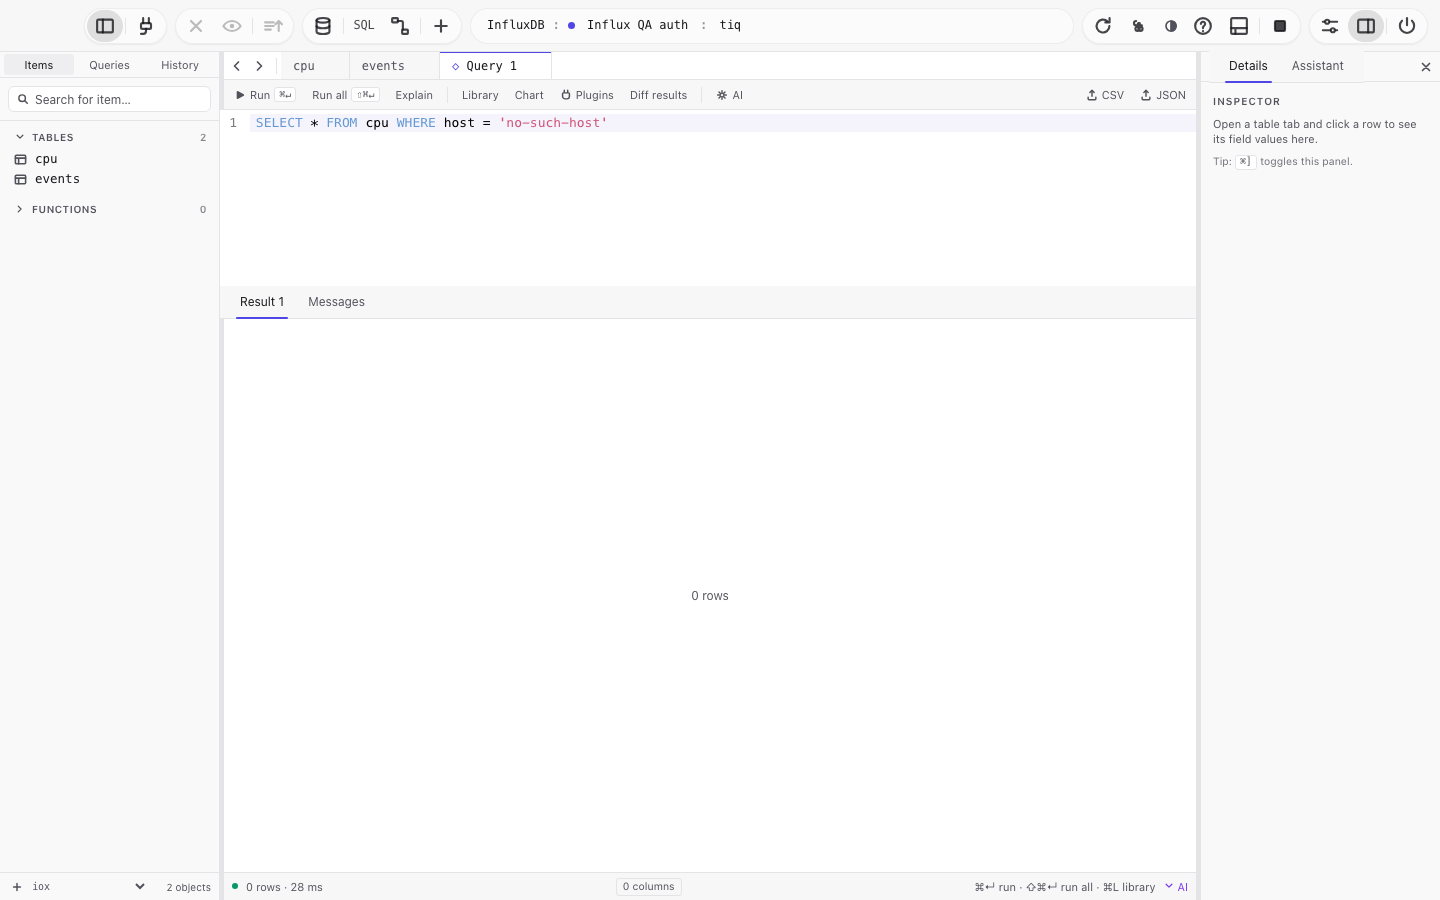 SQL
InfluxDB : Influx QA auth : tiq
Items Queries History
Search for item...
TABLES 2
cpu
events
FUNCTIONS 0
cpu events Query 1
Run ⌘↵ Run all ⇧⌘↵ Explain Library Chart Plugins Diff results AI CSV JSON
1 SELECT * FROM cpu WHERE host = 'no-such-host'
Result 1 Messages
0 rows
Details Assistant
INSPECTOR
Open a table tab and click a row to see
its field values here.
Tip: ⌘] toggles this panel.
iox 2 objects
0 rows · 28 ms 0 columns ⌘↵ run · ⇧⌘↵ run all · ⌘L library AI